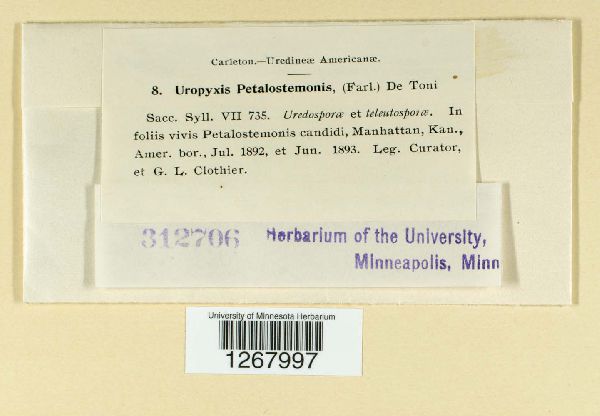 Carleton.—Uredineæ Americanæ.
8. Uropyxis Petalostemonis, (Farl.) De Toni
Sacc. Syll. VII 735. Uredosporæ et teleutosporæ. In
foliis vivis Petalostemonis candidi, Manhattan, Kan.,
Amer. bor., Jul. 1892, et Jun. 1893. Leg. Curator,
et G. L. Clothier.
312706 Herbarium of the University,
Minneapolis, Minn
University of Minnesota Herbarium
1267997